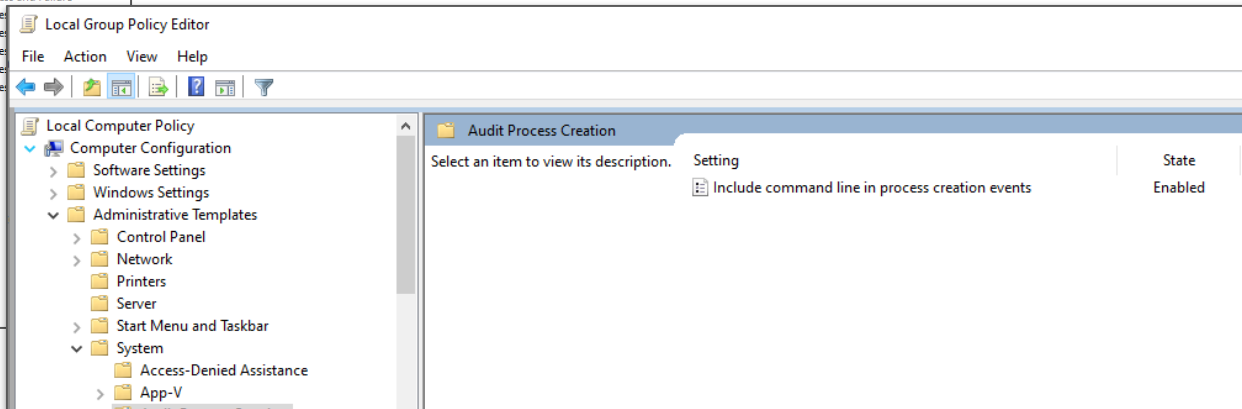 Local Group Policy Editor
File Action View Help
Local Computer Policy
Computer Configuration
Software Settings
Windows Settings
Administrative Templates
Control Panel
Network
Printers
Server
Start Menu and Taskbar
System
Access-Denied Assistance
App-V
Audit Process Creation
Select an item to view its description.
Setting State
Include command line in process creation events Enabled